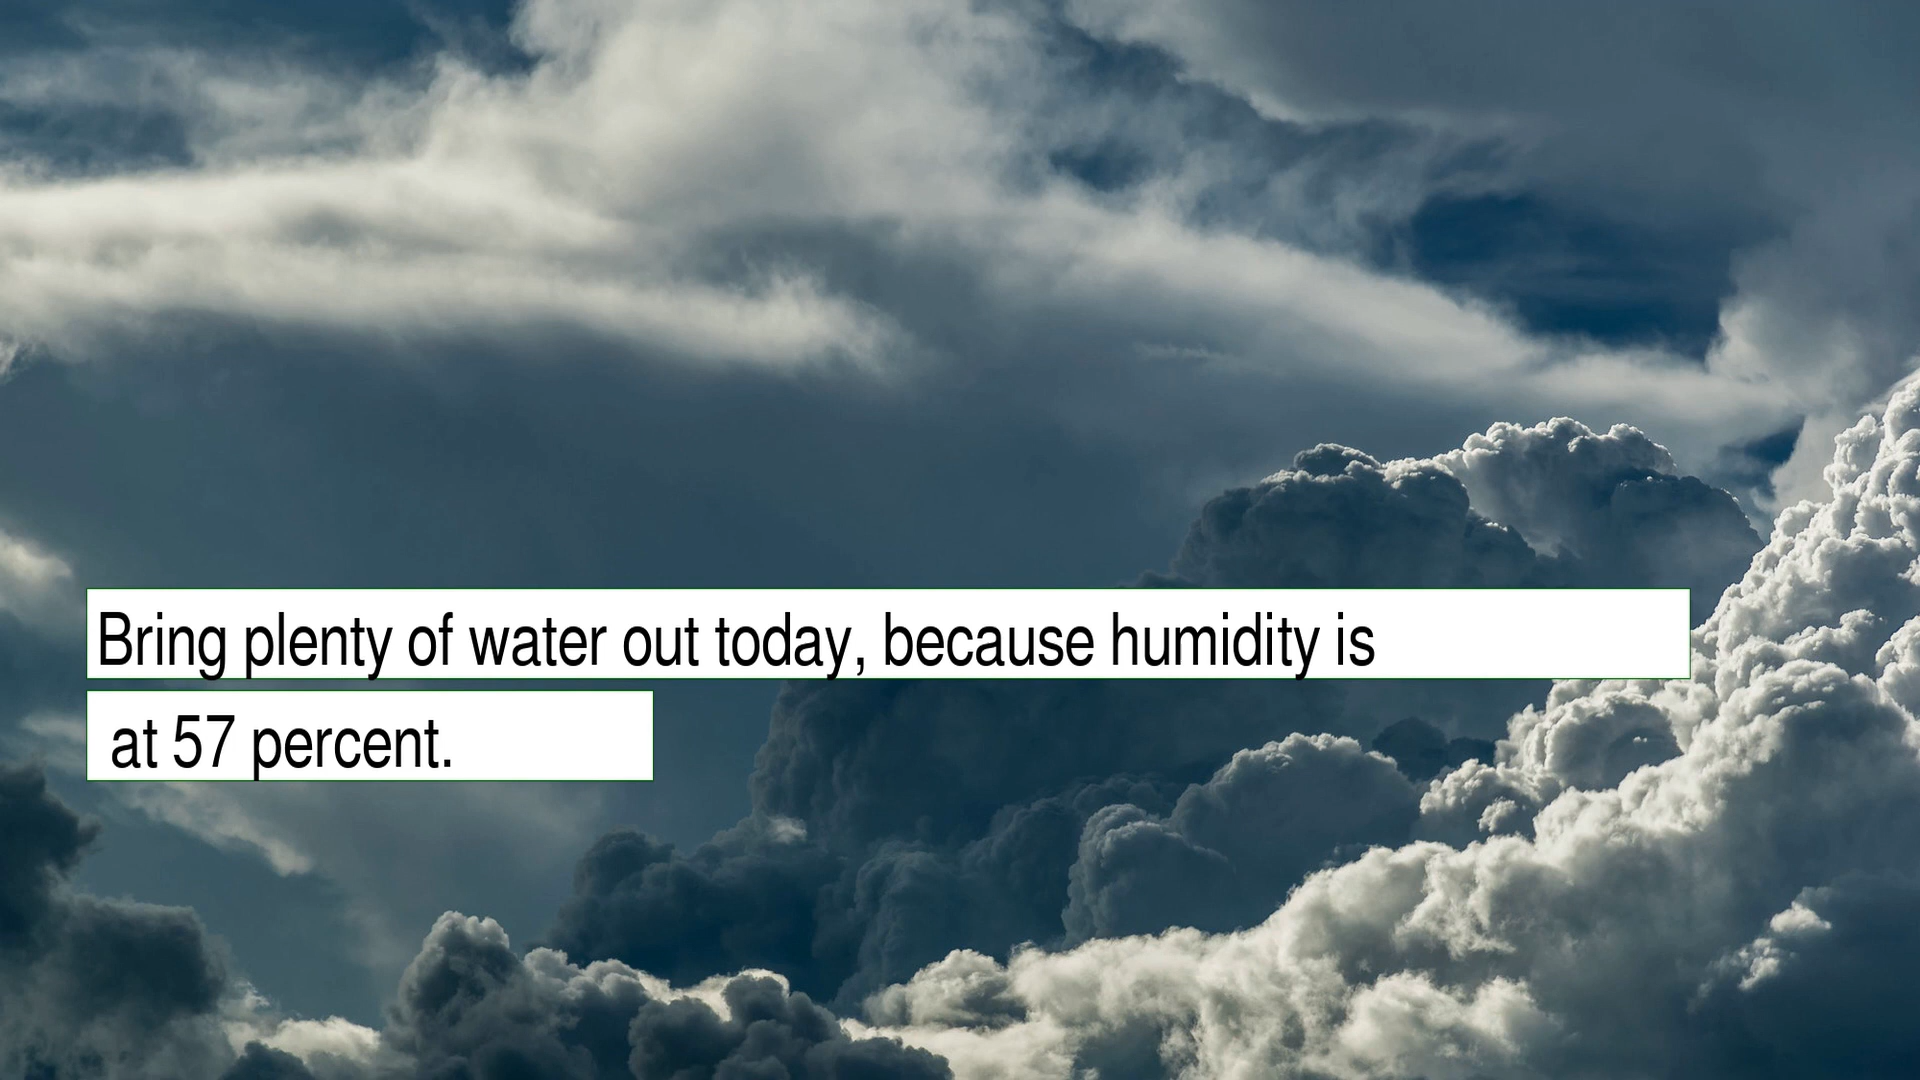 Bring plenty of water out today, because humidity is
at 57 percent.